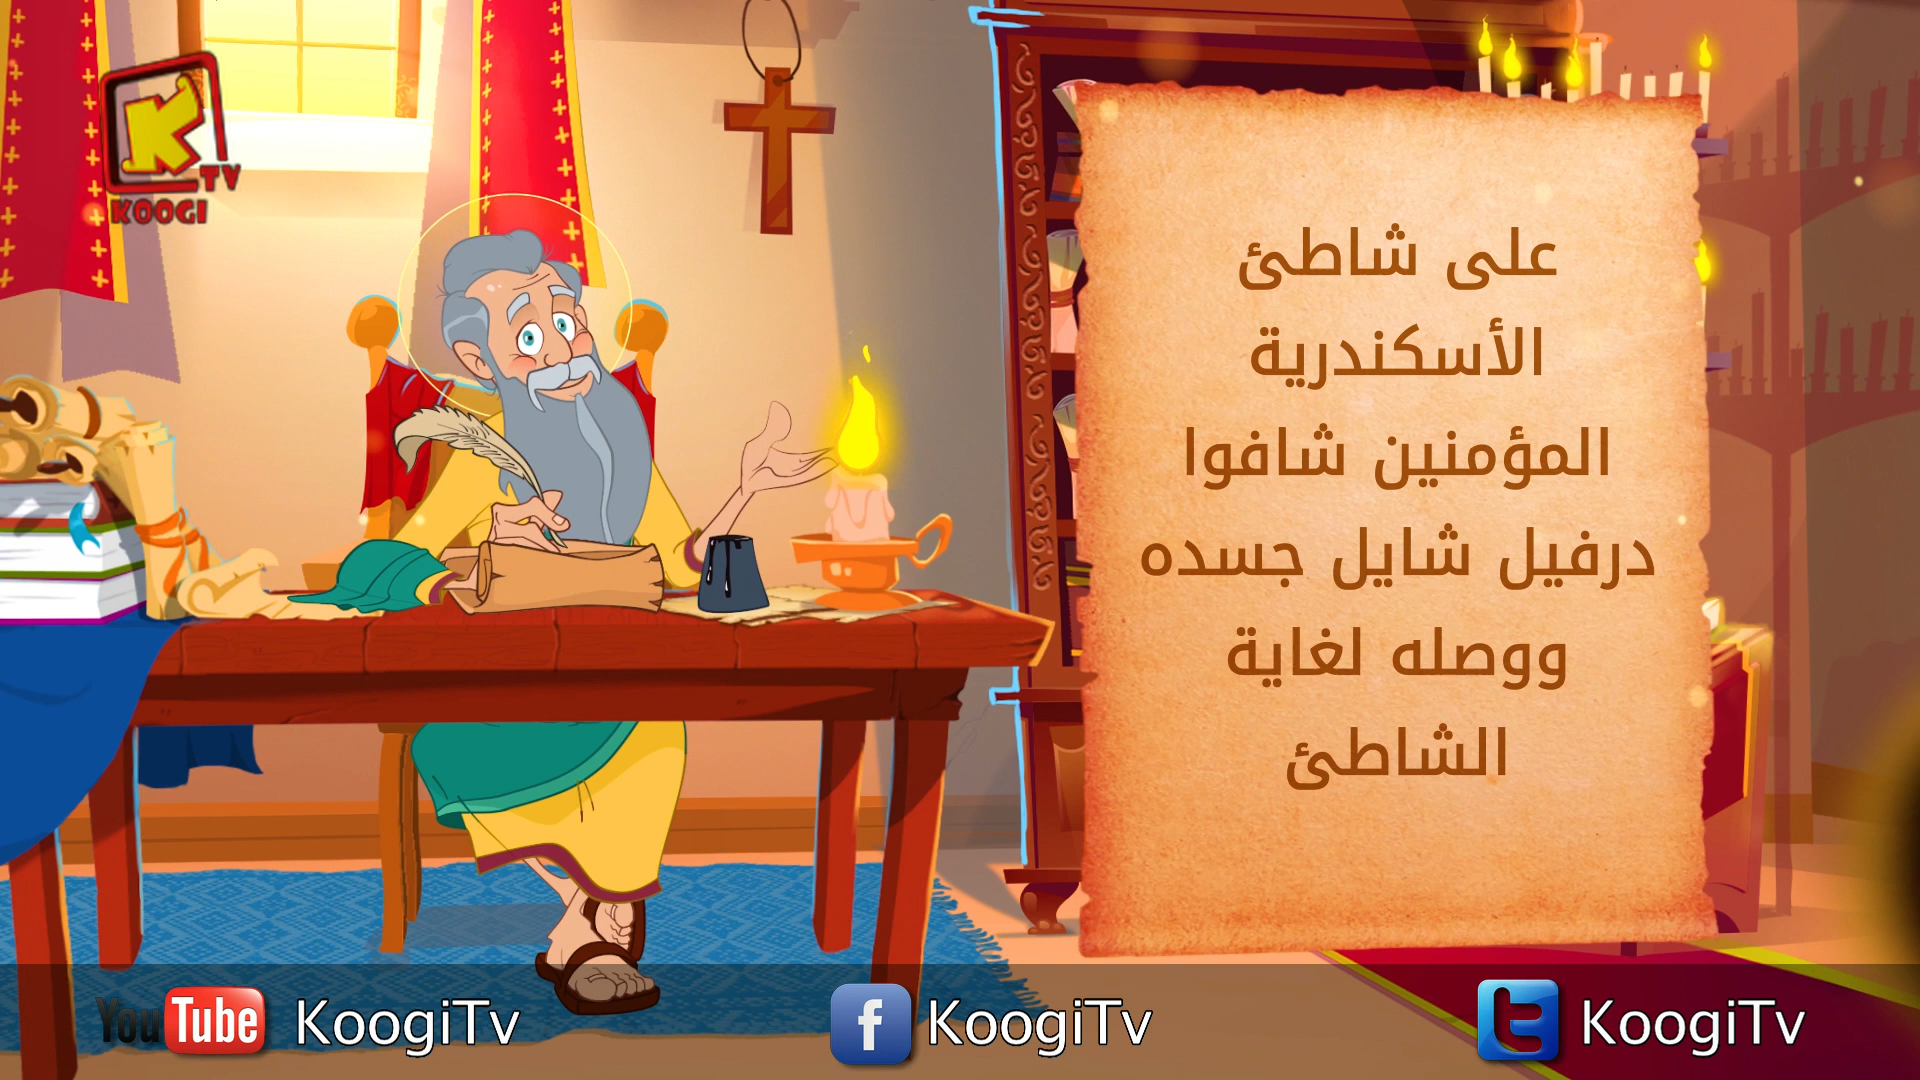 K
TV
KOOGI
على شاطئ
الأسكندرية
المؤمنين شافوا
درفيل شايل جسده
ووصله لغاية
الشاطئ
YouTube KoogiTv
f KoogiTv
t KoogiTv